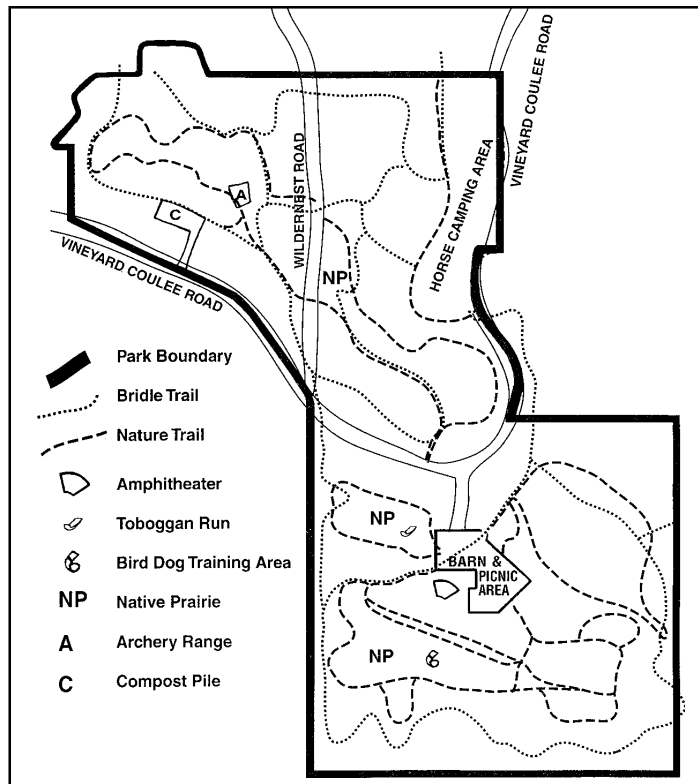 VINEYARD COULEE ROAD
WILDERNEST ROAD
HORSE CAMPING AREA
A
C
NP
VINEYARD COULEE ROAD
Park Boundary
Bridle Trail
Nature Trail
Amphitheater
Toboggan Run
Bird Dog Training Area
NP Native Prairie
A Archery Range
C Compost Pile
NP
BARN &
PICNIC
AREA
NP